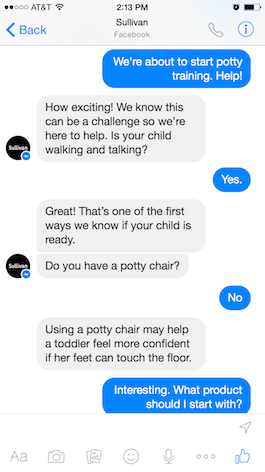 AT&T 2:13 PM
Back Sullivan
Facebook
We're about to start potty
training. Help!
How exciting! We know this
can be a challenge so we're
here to help. Is your child
walking and talking?
Sullivan
Yes.
Great! That's one of the first
ways we know if your child is
ready.
Do you have a potty chair?
Sullivan
No
Using a potty chair may help
a toddler feel more confident
if her feet can touch the floor.
Interesting. What product
should I start with?
Aa